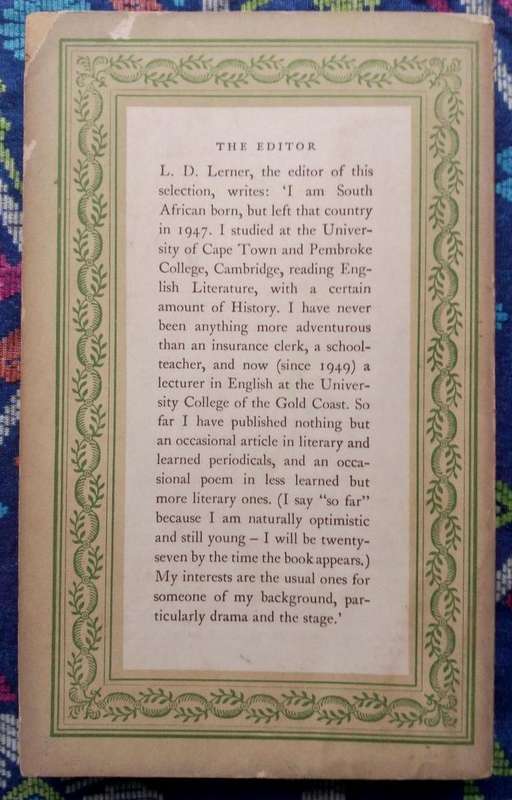 THE EDITOR
L. D. Lerner, the editor of this
selection, writes: ‘I am South
African born, but left that country
in 1947. I studied at the Univer-
sity of Cape Town and Pembroke
College, Cambridge, reading Eng-
lish Literature, with a certain
amount of History. I have never
been anything more adventurous
than an insurance clerk, a school-
teacher, and now (since 1949) a
lecturer in English at the Univer-
sity College of the Gold Coast. So
far I have published nothing but
an occasional article in literary and
learned periodicals, and an occa-
sional poem in less learned but
more literary ones. (I say “so far”
because I am naturally optimistic
and still young – I will be twenty-
seven by the time the book appears.)
My interests are the usual ones for
someone of my background, par-
ticularly drama and the stage.’